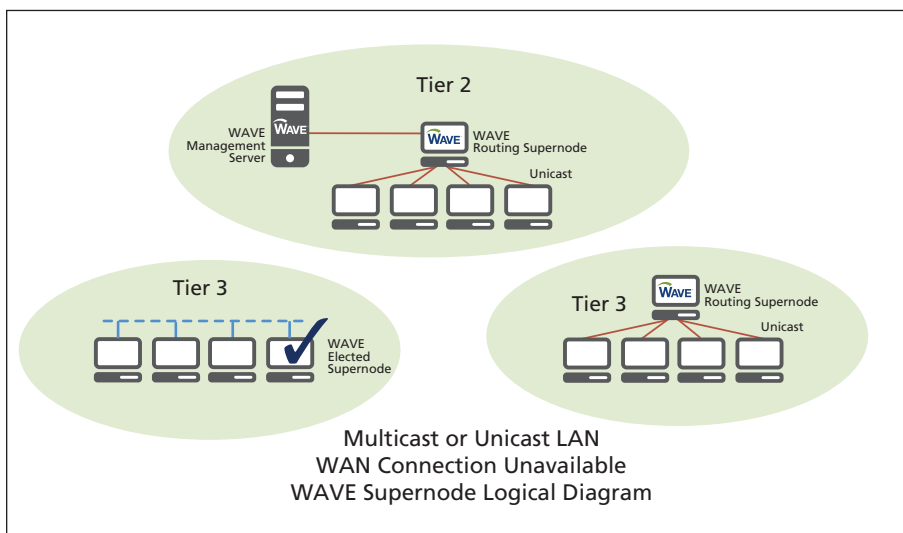 Tier 2
WAVE
WAVE
Management
Server
WAVE
WAVE
Routing Supernode
Unicast
Tier 3
WAVE
Elected
Supernode
Tier 3
WAVE
WAVE
Routing Supernode
Unicast
Multicast or Unicast LAN
WAN Connection Unavailable
WAVE Supernode Logical Diagram